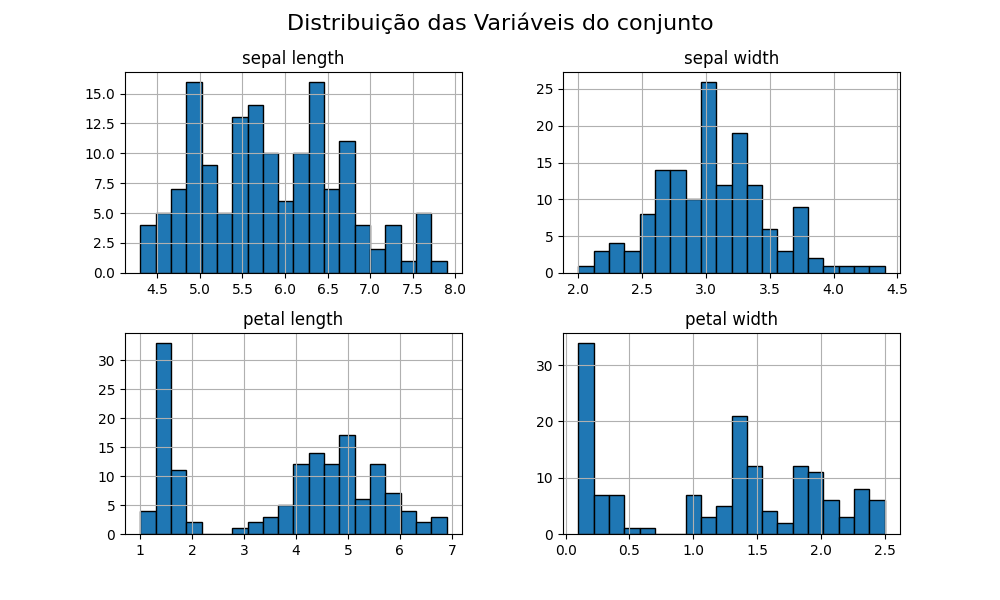 Distribuição das Variáveis do conjunto
sepal length
15.0
12.5
10.0
7.5
5.0
2.5
0.0
4.5 5.0 5.5 6.0 6.5 7.0 7.5 8.0
sepal width
25
20
15
10
5
0
2.0 2.5 3.0 3.5 4.0 4.5
petal length
30
25
20
15
10
5
0
1 2 3 4 5 6 7
petal width
30
20
10
0
0.0 0.5 1.0 1.5 2.0 2.5